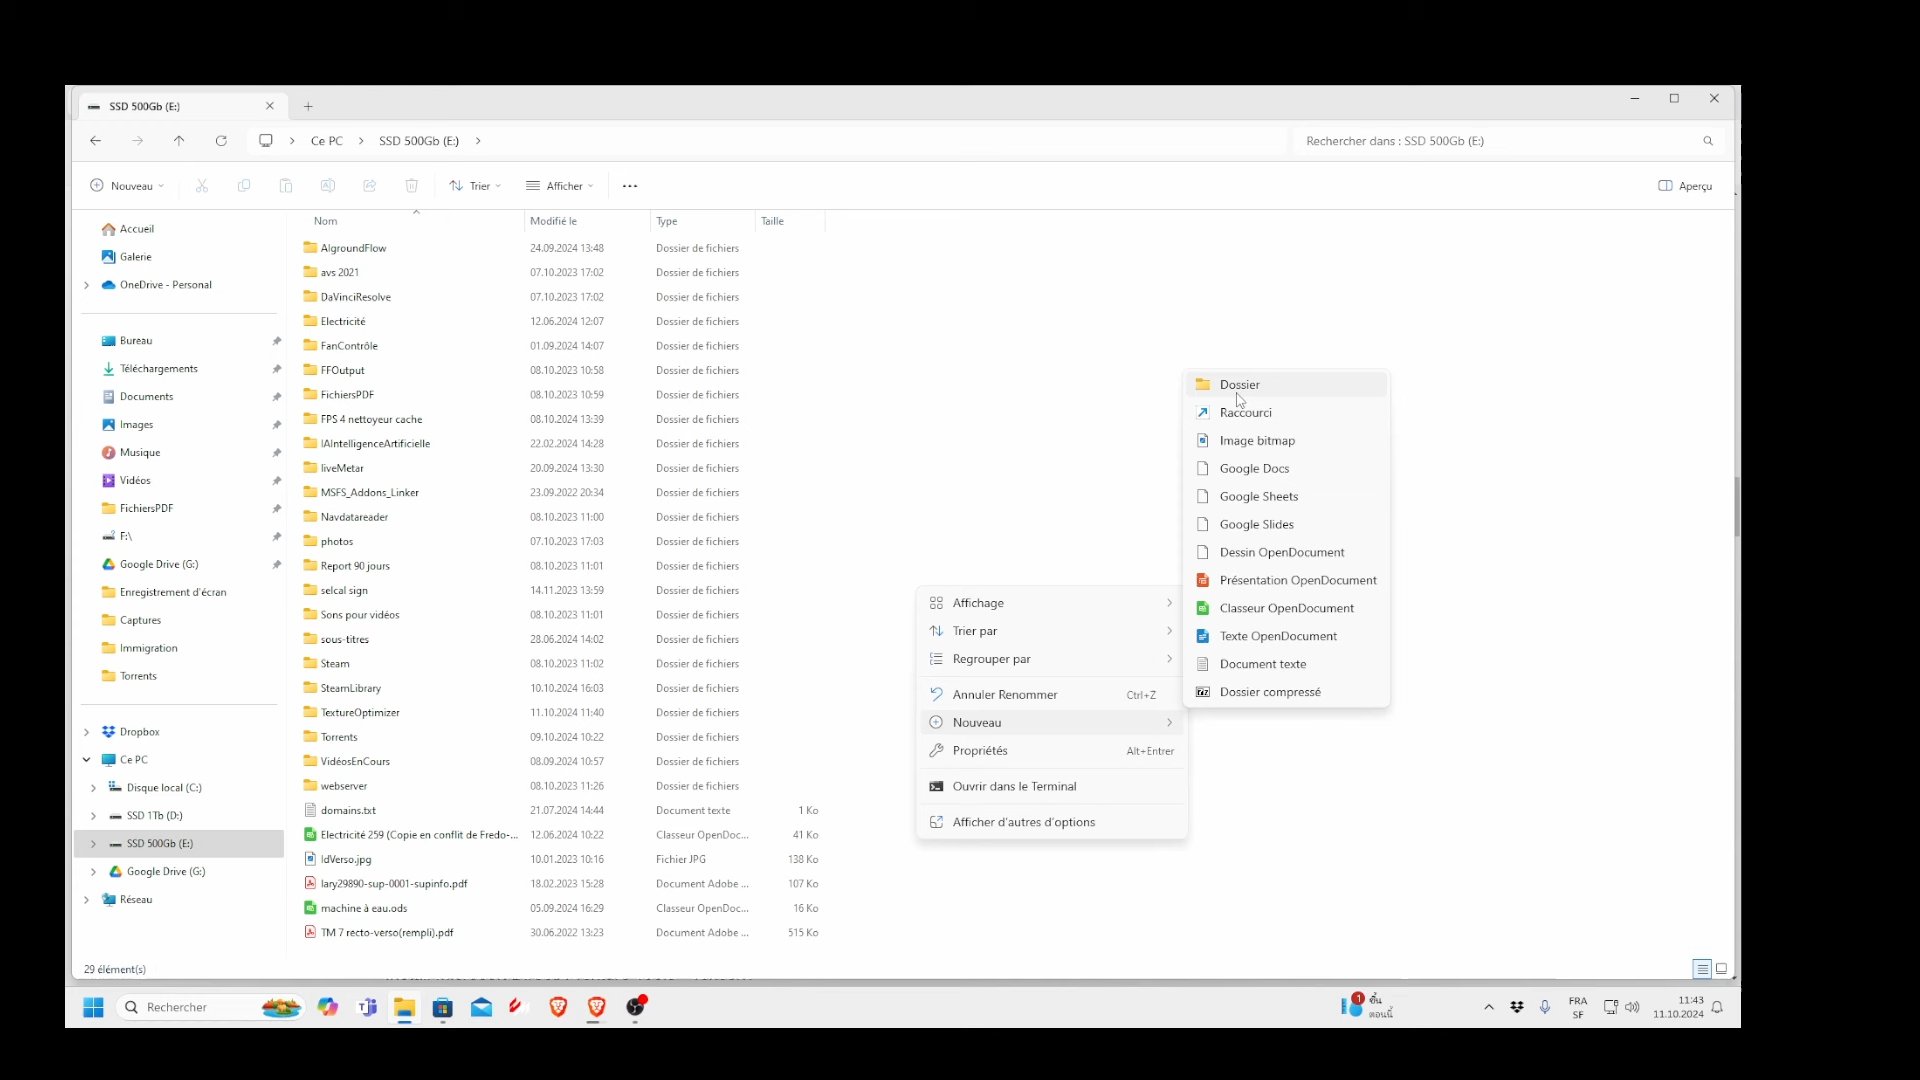 SSD 500Gb (E:)
Ce PC
SSD 500Gb (E:)
Rechercher dans : SSD 500Gb (E:)
Nouveau
Trier
Afficher
Aperçu
Nom
Modifié le
Type
Taille
Accueil
Galerie
OneDrive - Personal
Bureau
Téléchargements
Documents
Images
Musique
Vidéos
FichiersPDF
F:\
Google Drive (G:)
Enregistrement d'écran
Captures
Immigration
Torrents
Dropbox
Ce PC
Disque local (C:)
SSD 1Tb (D:)
SSD 500Gb (E:)
Google Drive (G:)
Réseau
AlgroundFlow 24.09.2024 13:48 Dossier de fichiers
avs 2021 07.10.2023 17:02 Dossier de fichiers
DaVinciResolve 07.10.2023 17:02 Dossier de fichiers
Electricité 12.06.2024 12:07 Dossier de fichiers
FanContrôle 01.09.2024 14:07 Dossier de fichiers
FFOutput 08.10.2023 10:58 Dossier de fichiers
FichiersPDF 08.10.2023 10:59 Dossier de fichiers
FPS 4 nettoyeur cache 08.10.2024 13:39 Dossier de fichiers
IAIntelligenceArtificielle 22.02.2024 14:28 Dossier de fichiers
liveMetar 20.09.2024 13:30 Dossier de fichiers
MSFS_Addons_Linker 23.09.2022 20:34 Dossier de fichiers
Navdatareader 08.10.2023 11:00 Dossier de fichiers
photos 07.10.2023 17:03 Dossier de fichiers
Report 90 jours 08.10.2023 11:01 Dossier de fichiers
selcal sign 14.11.2023 13:59 Dossier de fichiers
Sons pour vidéos 08.10.2023 11:01 Dossier de fichiers
sous-titres 28.06.2024 14:02 Dossier de fichiers
Steam 08.10.2023 11:02 Dossier de fichiers
SteamLibrary 10.10.2024 16:03 Dossier de fichiers
TextureOptimizer 11.10.2024 11:40 Dossier de fichiers
Torrents 09.10.2024 10:22 Dossier de fichiers
VidéosEnCours 08.09.2024 10:57 Dossier de fichiers
webserver 08.10.2023 11:26 Dossier de fichiers
domains.txt 21.07.2024 14:44 Document texte 1 Ko
Electricité 259 (Copie en conflit de Fredo-... 12.06.2024 10:22 Classeur OpenDoc... 41 Ko
IdVerso.jpg 10.01.2023 10:16 Fichier JPG 138 Ko
lary29890-sup-0001-supinfo.pdf 18.02.2023 15:28 Document Adobe ... 107 Ko
machine à eau.ods 05.09.2024 16:29 Classeur OpenDoc... 16 Ko
TM 7 recto-verso(rempli).pdf 30.06.2022 13:23 Document Adobe ... 515 Ko
Affichage
Trier par
Regrouper par
Annuler Renommer Ctrl+Z
Nouveau
Propriétés Alt+Entrer
Ouvrir dans le Terminal
Afficher d'autres d'options
Dossier
Raccourci
Image bitmap
Google Docs
Google Sheets
Google Slides
Dessin OpenDocument
Présentation OpenDocument
Classeur OpenDocument
Texte OpenDocument
Document texte
Dossier compressé
29 élément(s)
Rechercher
1
ชื้น
ตอนนี้
FRA
SF
11:43
11.10.2024